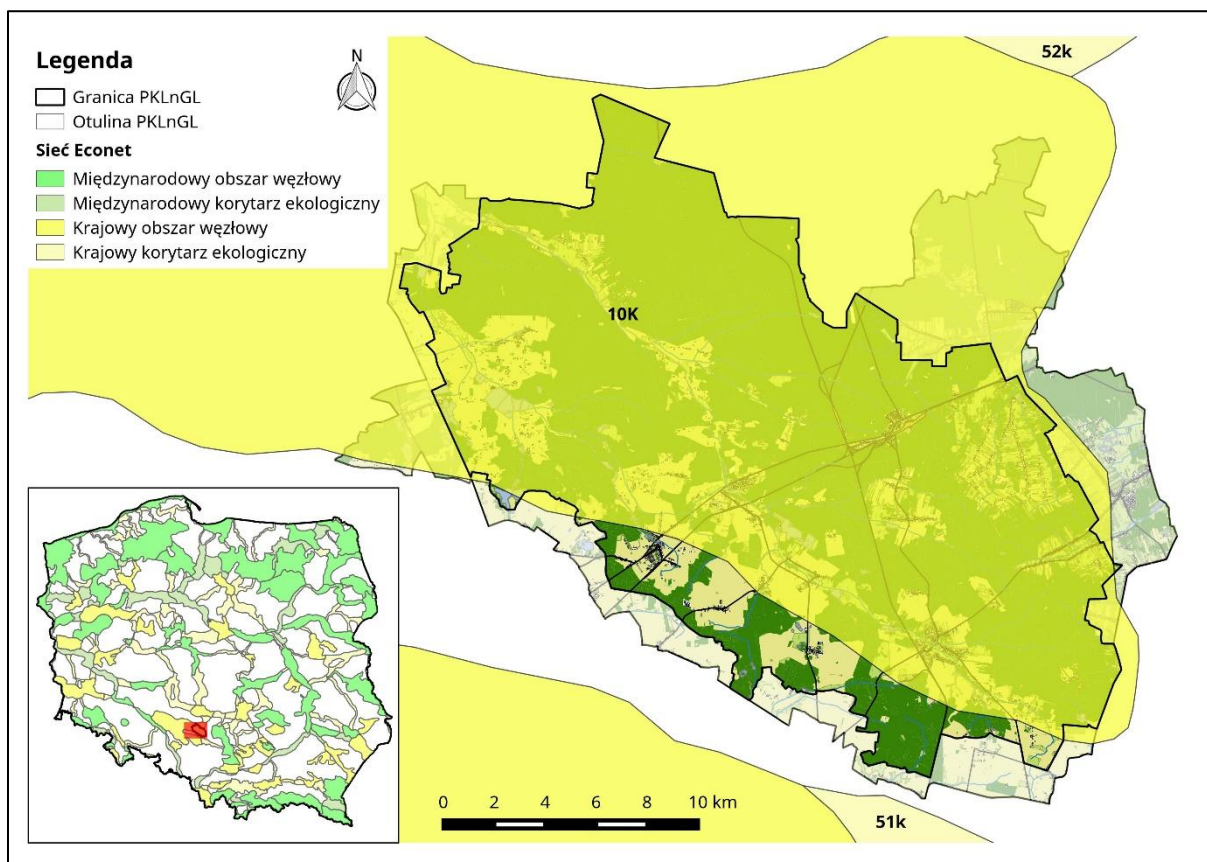 Legenda
N
Granica PKLnGL
Otulina PKLnGL
Sieć Econet
Międzynarodowy obszar węzłowy
Międzynarodowy korytarz ekologiczny
Krajowy obszar węzłowy
Krajowy korytarz ekologiczny
52k
10K
0 2 4 6 8 10 km
51k